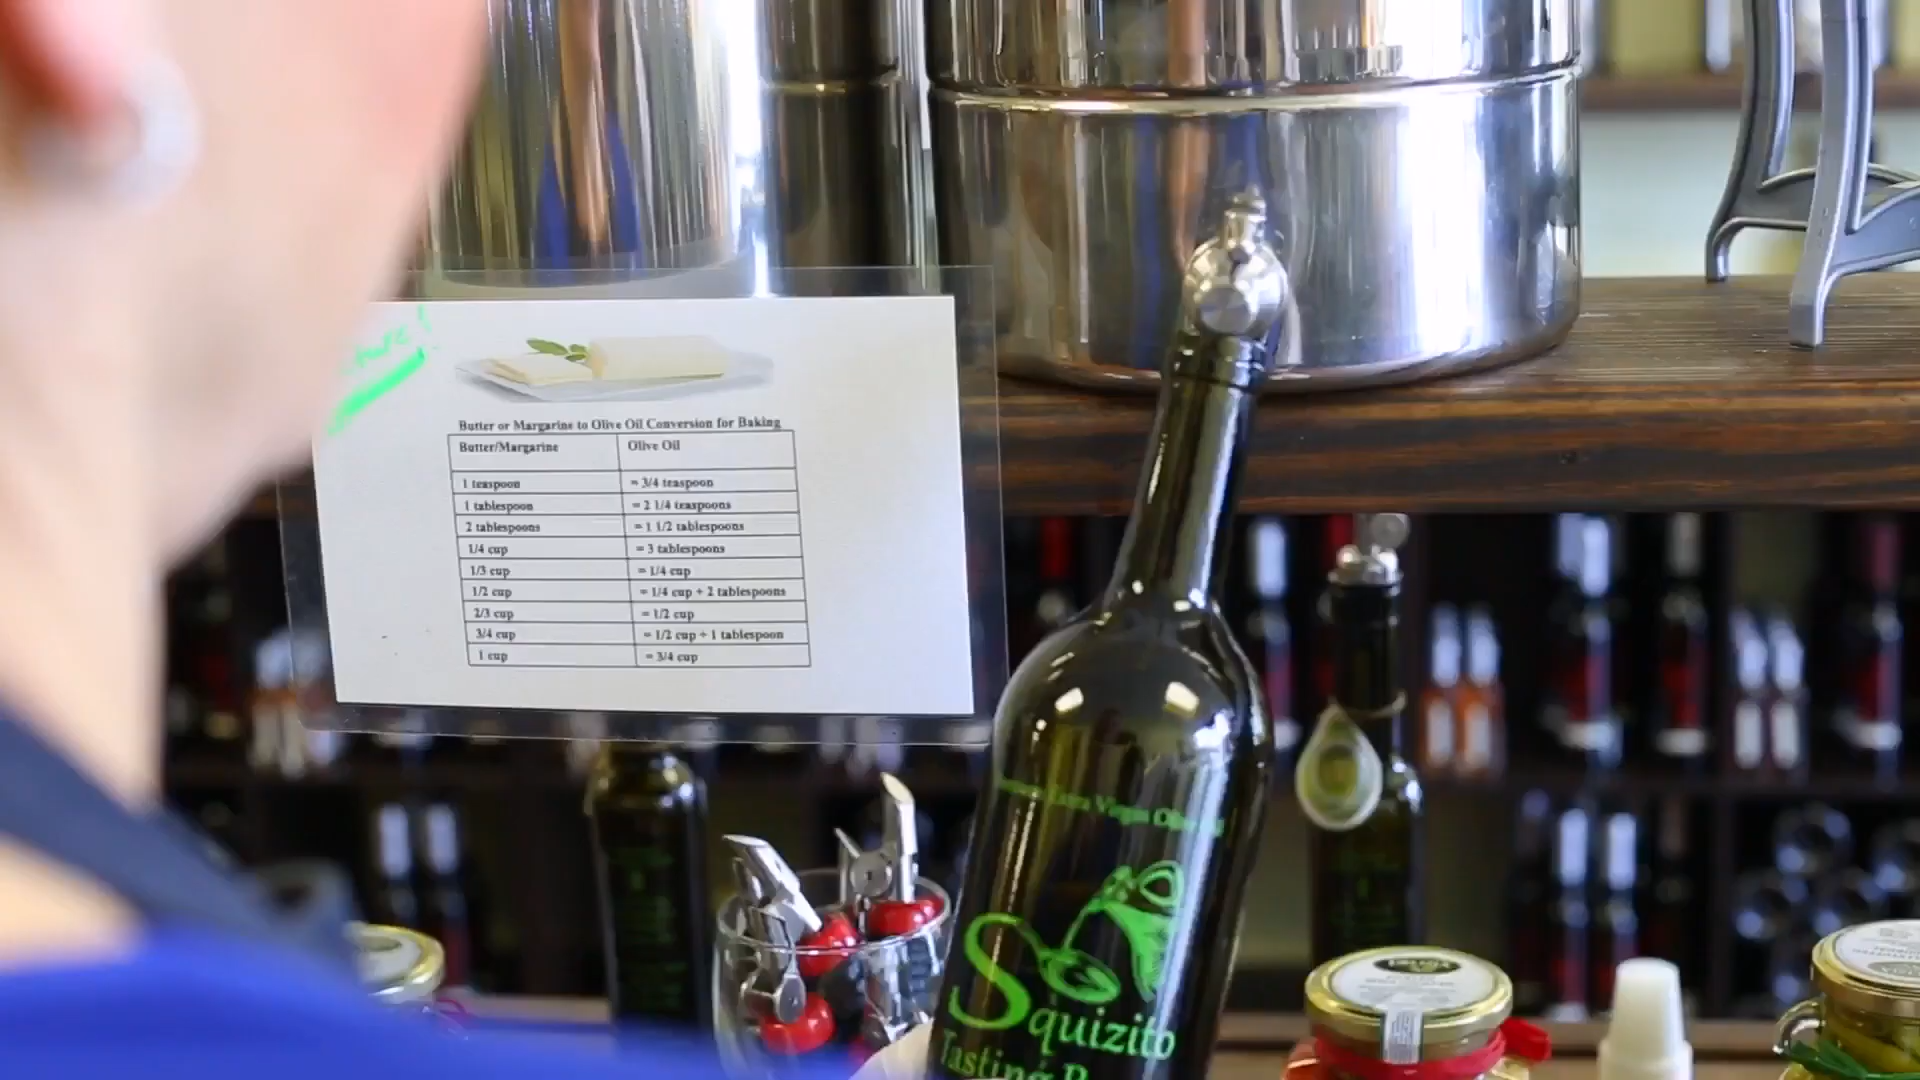 Butter or Margarine to Olive Oil Conversion for Baking
Butter/Margarine Olive Oil
1 teaspoon = 3/4 teaspoon
1 tablespoon = 2 1/4 teaspoons
2 tablespoons = 1 1/2 tablespoons
1/4 cup = 3 tablespoons
1/3 cup = 1/4 cup
1/2 cup = 1/4 cup + 2 tablespoons
2/3 cup = 1/2 cup
3/4 cup = 1/2 cup + 1 tablespoon
1 cup = 3/4 cup
Virgin
Squizito
Tasting